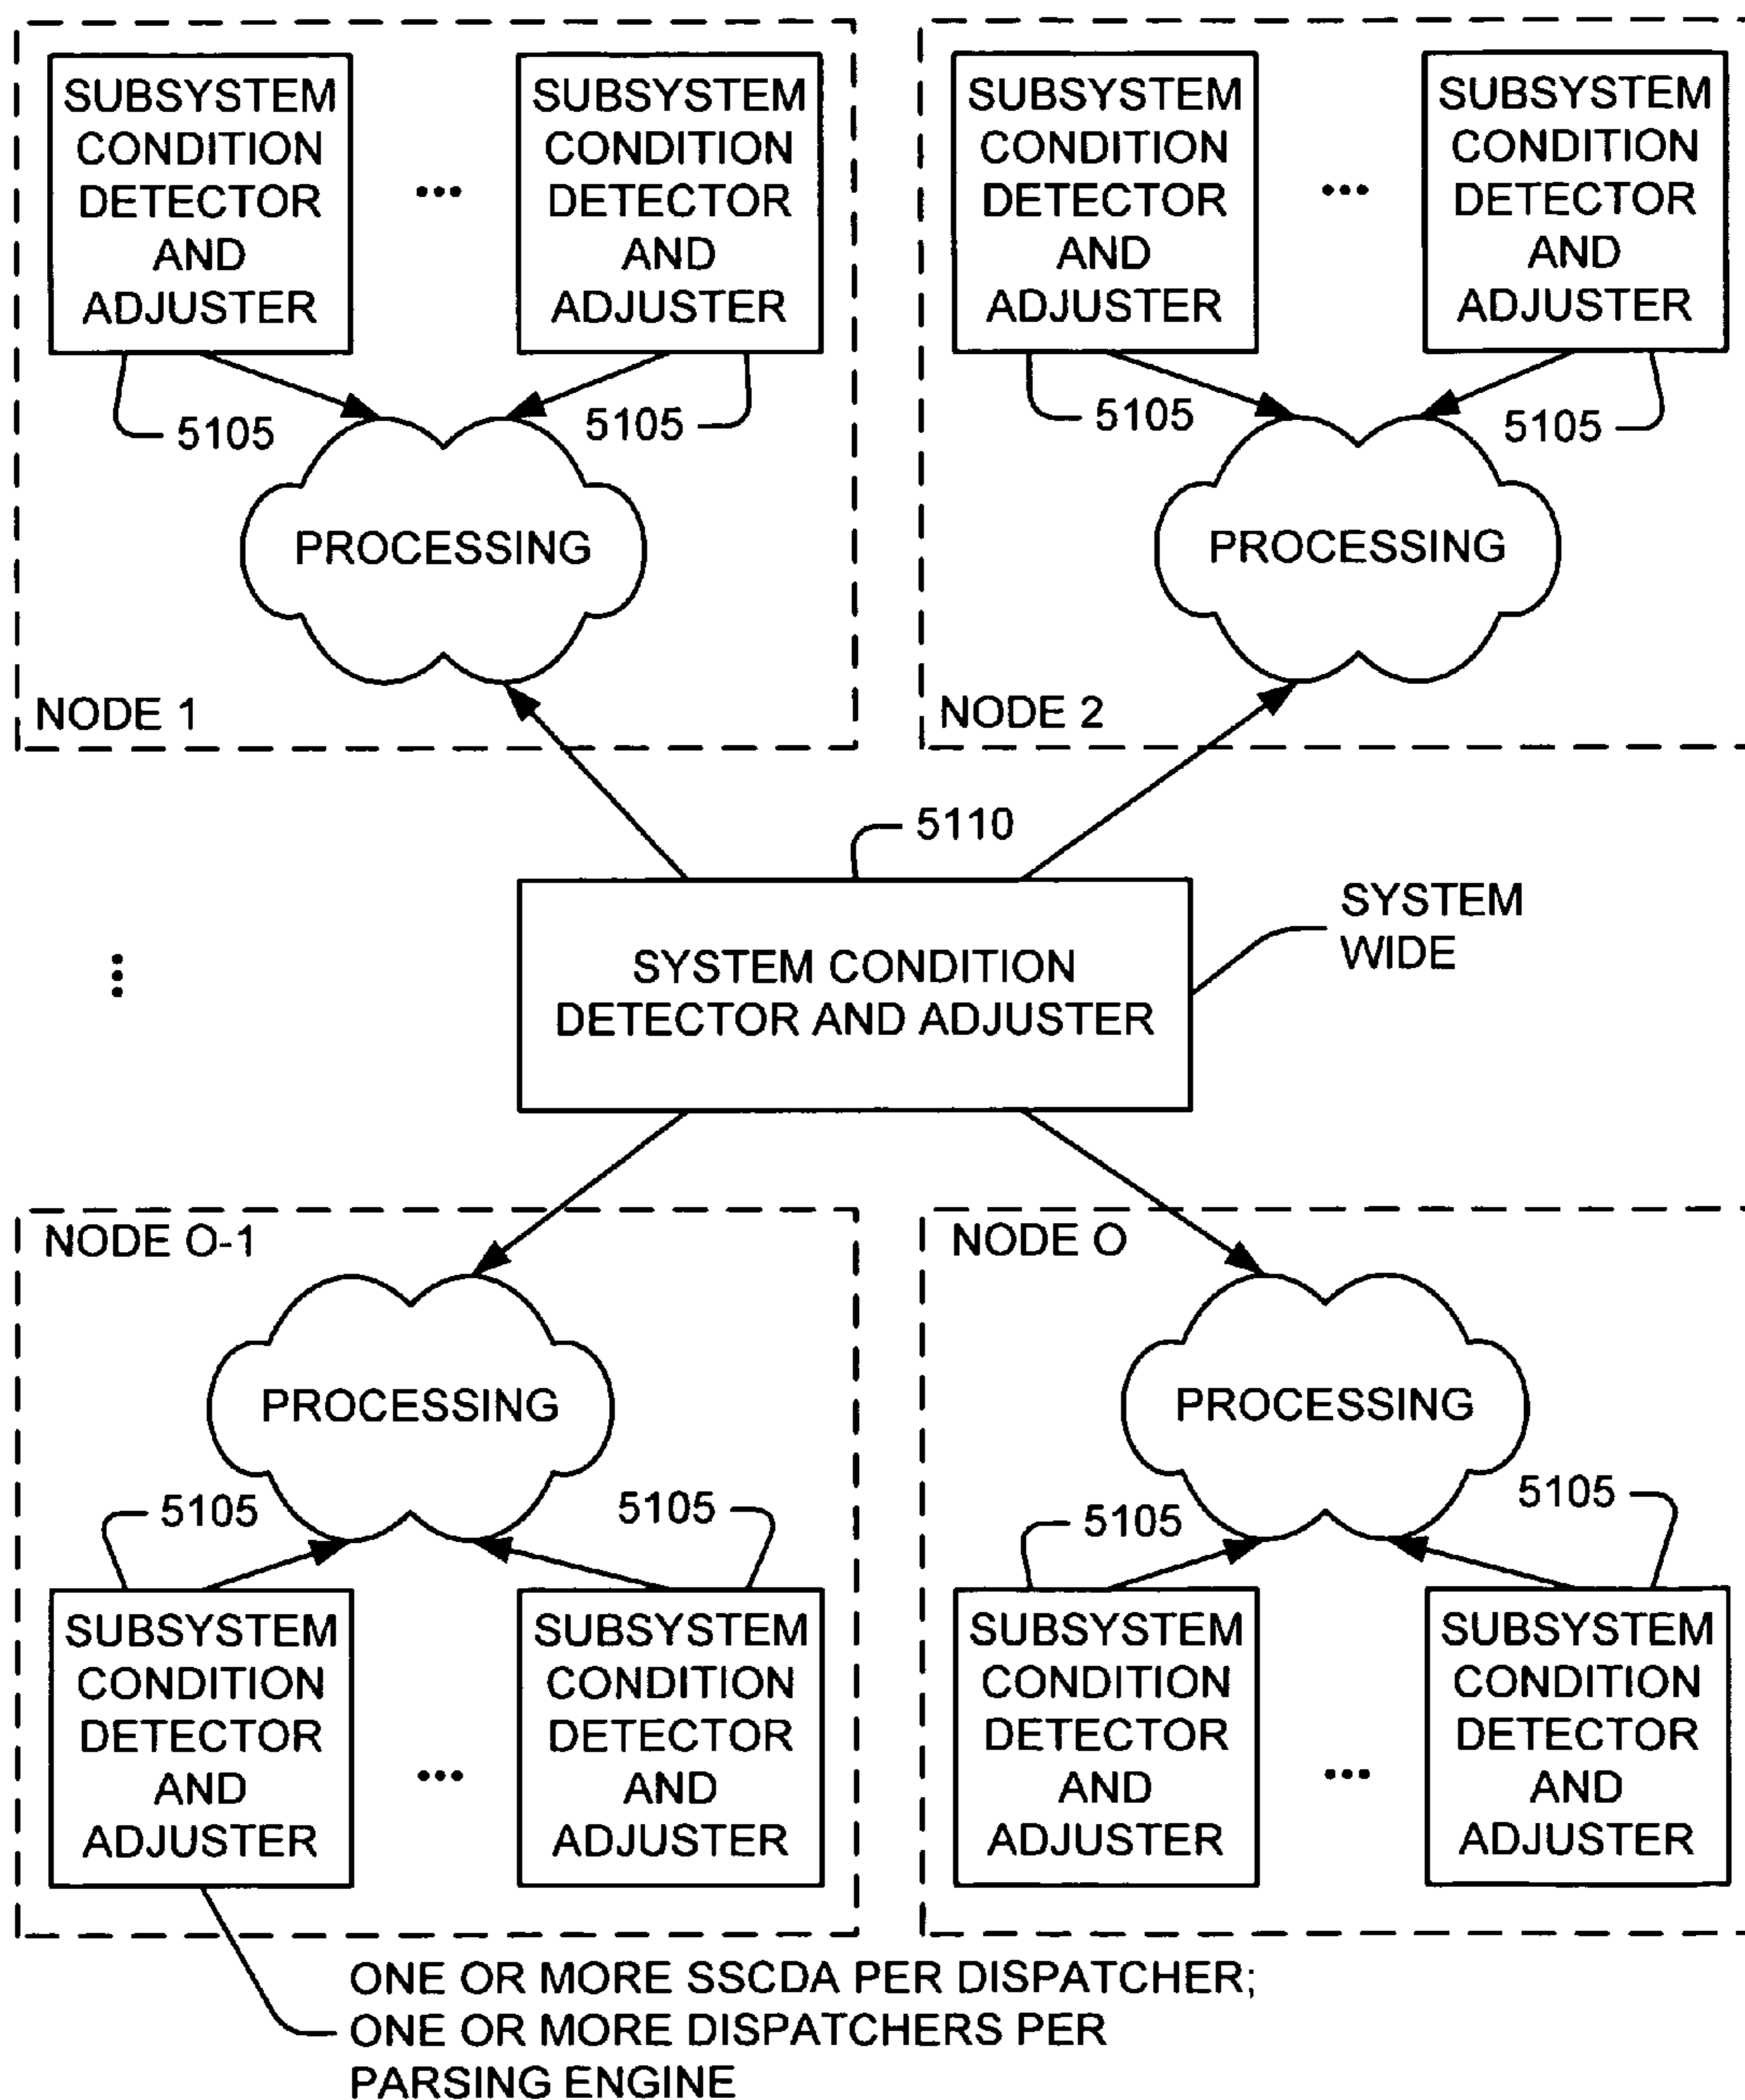 SUBSYSTEM
CONDITION
DETECTOR
AND
ADJUSTER
...
SUBSYSTEM
CONDITION
DETECTOR
AND
ADJUSTER
5105
5105
PROCESSING
NODE 1
SUBSYSTEM
CONDITION
DETECTOR
AND
ADJUSTER
...
SUBSYSTEM
CONDITION
DETECTOR
AND
ADJUSTER
5105
5105
PROCESSING
NODE 2
5110
SYSTEM CONDITION
DETECTOR AND ADJUSTER
SYSTEM
WIDE
...
NODE O-1
PROCESSING
5105
5105
SUBSYSTEM
CONDITION
DETECTOR
AND
ADJUSTER
...
SUBSYSTEM
CONDITION
DETECTOR
AND
ADJUSTER
NODE O
PROCESSING
5105
5105
SUBSYSTEM
CONDITION
DETECTOR
AND
ADJUSTER
...
SUBSYSTEM
CONDITION
DETECTOR
AND
ADJUSTER
ONE OR MORE SSCDA PER DISPATCHER;
ONE OR MORE DISPATCHERS PER
PARSING ENGINE